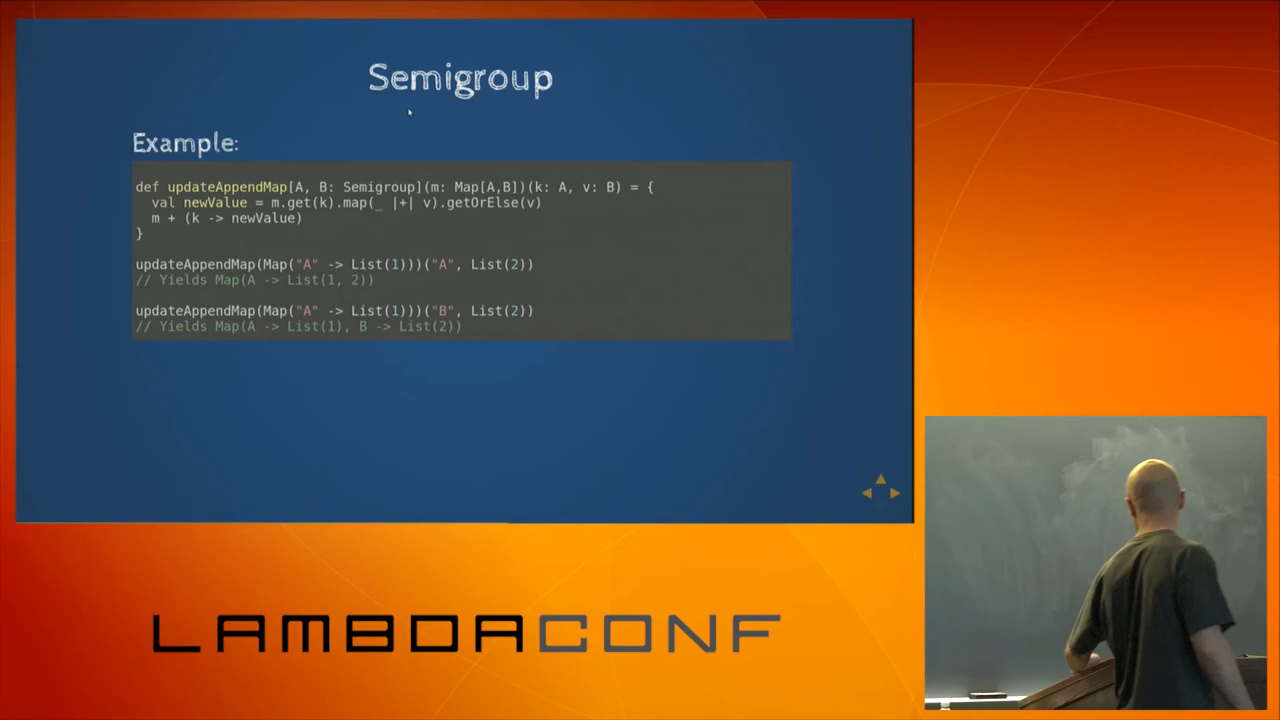 Semigroup
Example:
def updateAppendMap[A, B: Semigroup](m: Map[A,B])(k: A, v: B) = {
  val newValue = m.get(k).map(_ |+| v).getOrElse(v)
  m + (k -> newValue)
}
updateAppendMap(Map("A" -> List(1)))("A", List(2))
// Yields Map(A -> List(1, 2))
updateAppendMap(Map("A" -> List(1)))("B", List(2))
// Yields Map(A -> List(1), B -> List(2))
LAMBDACONF